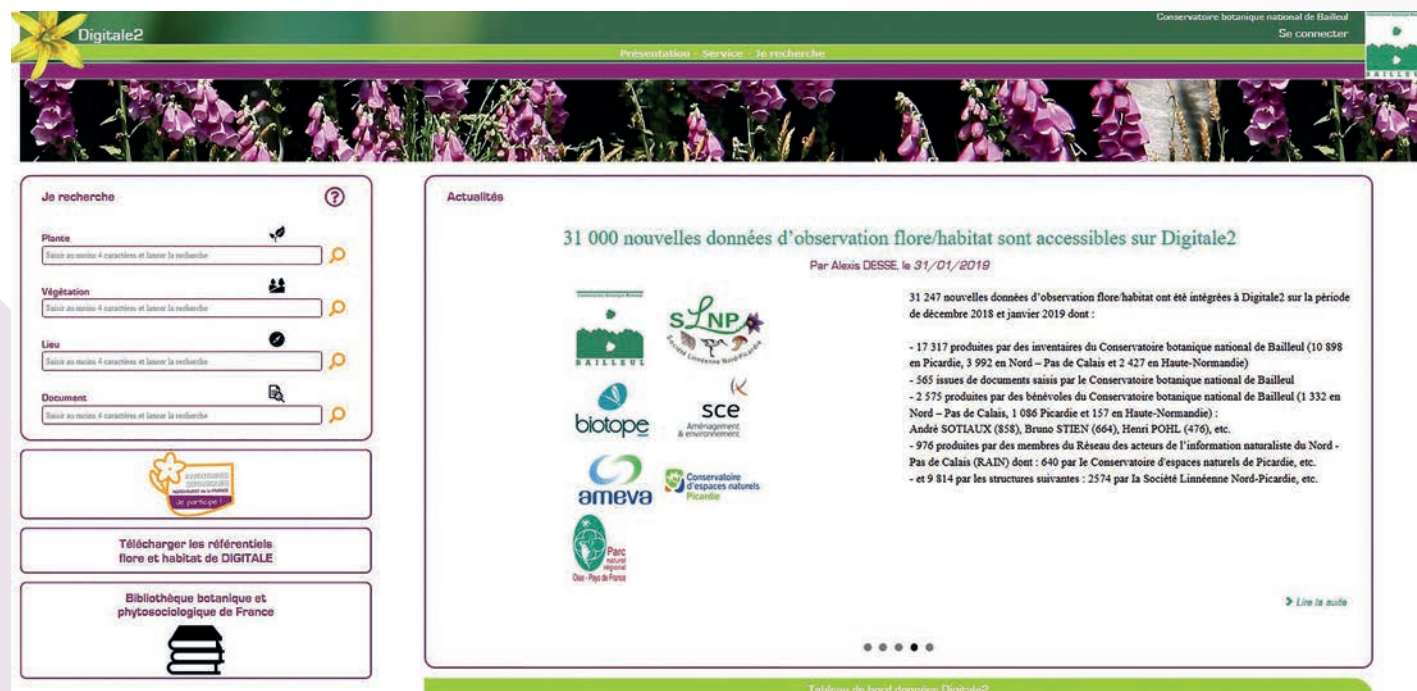 Digitale2
Conservatoire botanique national de Bailleul
Se connecter
BAILLEUL
Présentation - Service - Je recherche
Je recherche
?
Plante
Saisir au moins 4 caractères et lancer la recherche
Végétation
Saisir au moins 4 caractères et lancer la recherche
Lieu
Saisir au moins 4 caractères et lancer la recherche
Document
Saisir au moins 4 caractères et lancer la recherche
Je participe !
Télécharger les référentiels
flore et habitat de DIGITALE
Bibliothèque botanique et
phytosociologique de France
Actualités
31 000 nouvelles données d'observation flore/habitat sont accessibles sur Digitale2
Par Alexis DESSE, le 31/01/2019
BAILLEUL
SLNP
Société Linnéenne Nord-Picardie
biotope
sce
Aménagement
& environnement
ameva
Conservatoire
d'espaces naturels
Picardie
Parc
naturel
régional
Oise - Pays de France
31 247 nouvelles données d'observation flore/habitat ont été intégrées à Digitale2 sur la période
de décembre 2018 et janvier 2019 dont :
- 17 317 produites par des inventaires du Conservatoire botanique national de Bailleul (10 898
en Picardie, 3 992 en Nord – Pas de Calais et 2 427 en Haute-Normandie)
- 565 issues de documents saisis par le Conservatoire botanique national de Bailleul
- 2 575 produites par des bénévoles du Conservatoire botanique national de Bailleul (1 332 en
Nord – Pas de Calais, 1 086 Picardie et 157 en Haute-Normandie) :
André SOTIAUX (858), Bruno STIEN (664), Henri POHL (476), etc.
- 976 produites par des membres du Réseau des acteurs de l'information naturaliste du Nord -
Pas de Calais (RAIN) dont : 640 par le Conservatoire d'espaces naturels de Picardie, etc.
- et 9 814 par les structures suivantes : 2574 par la Société Linnéenne Nord-Picardie, etc.
Lire la suite
Tableau de bord données Digitale2